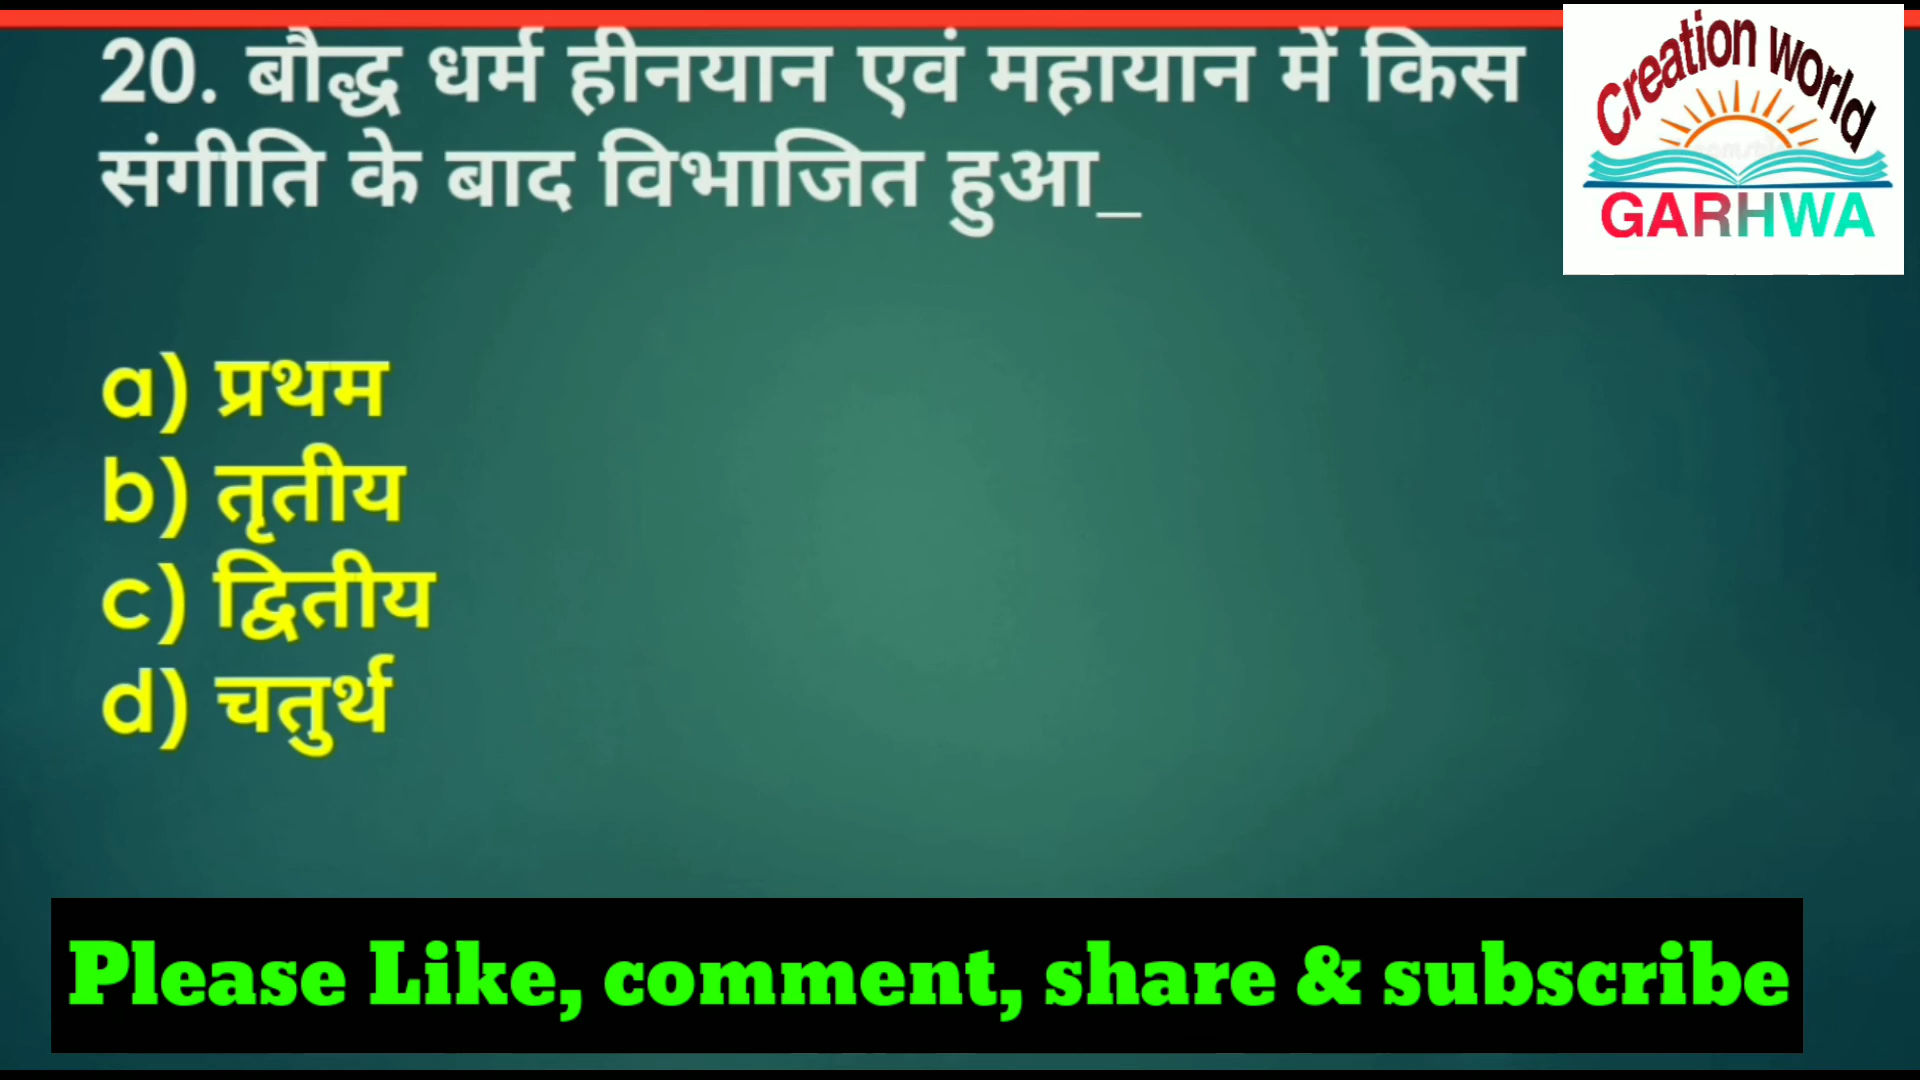 20. बौद्ध धर्म हीनयान एवं महायान में किस
संगीति के बाद विभाजित हुआ_
Creation World
GARHWA
a) प्रथम
b) तृतीय
c) द्वितीय
d) चतुर्थ
Please Like, comment, share & subscribe